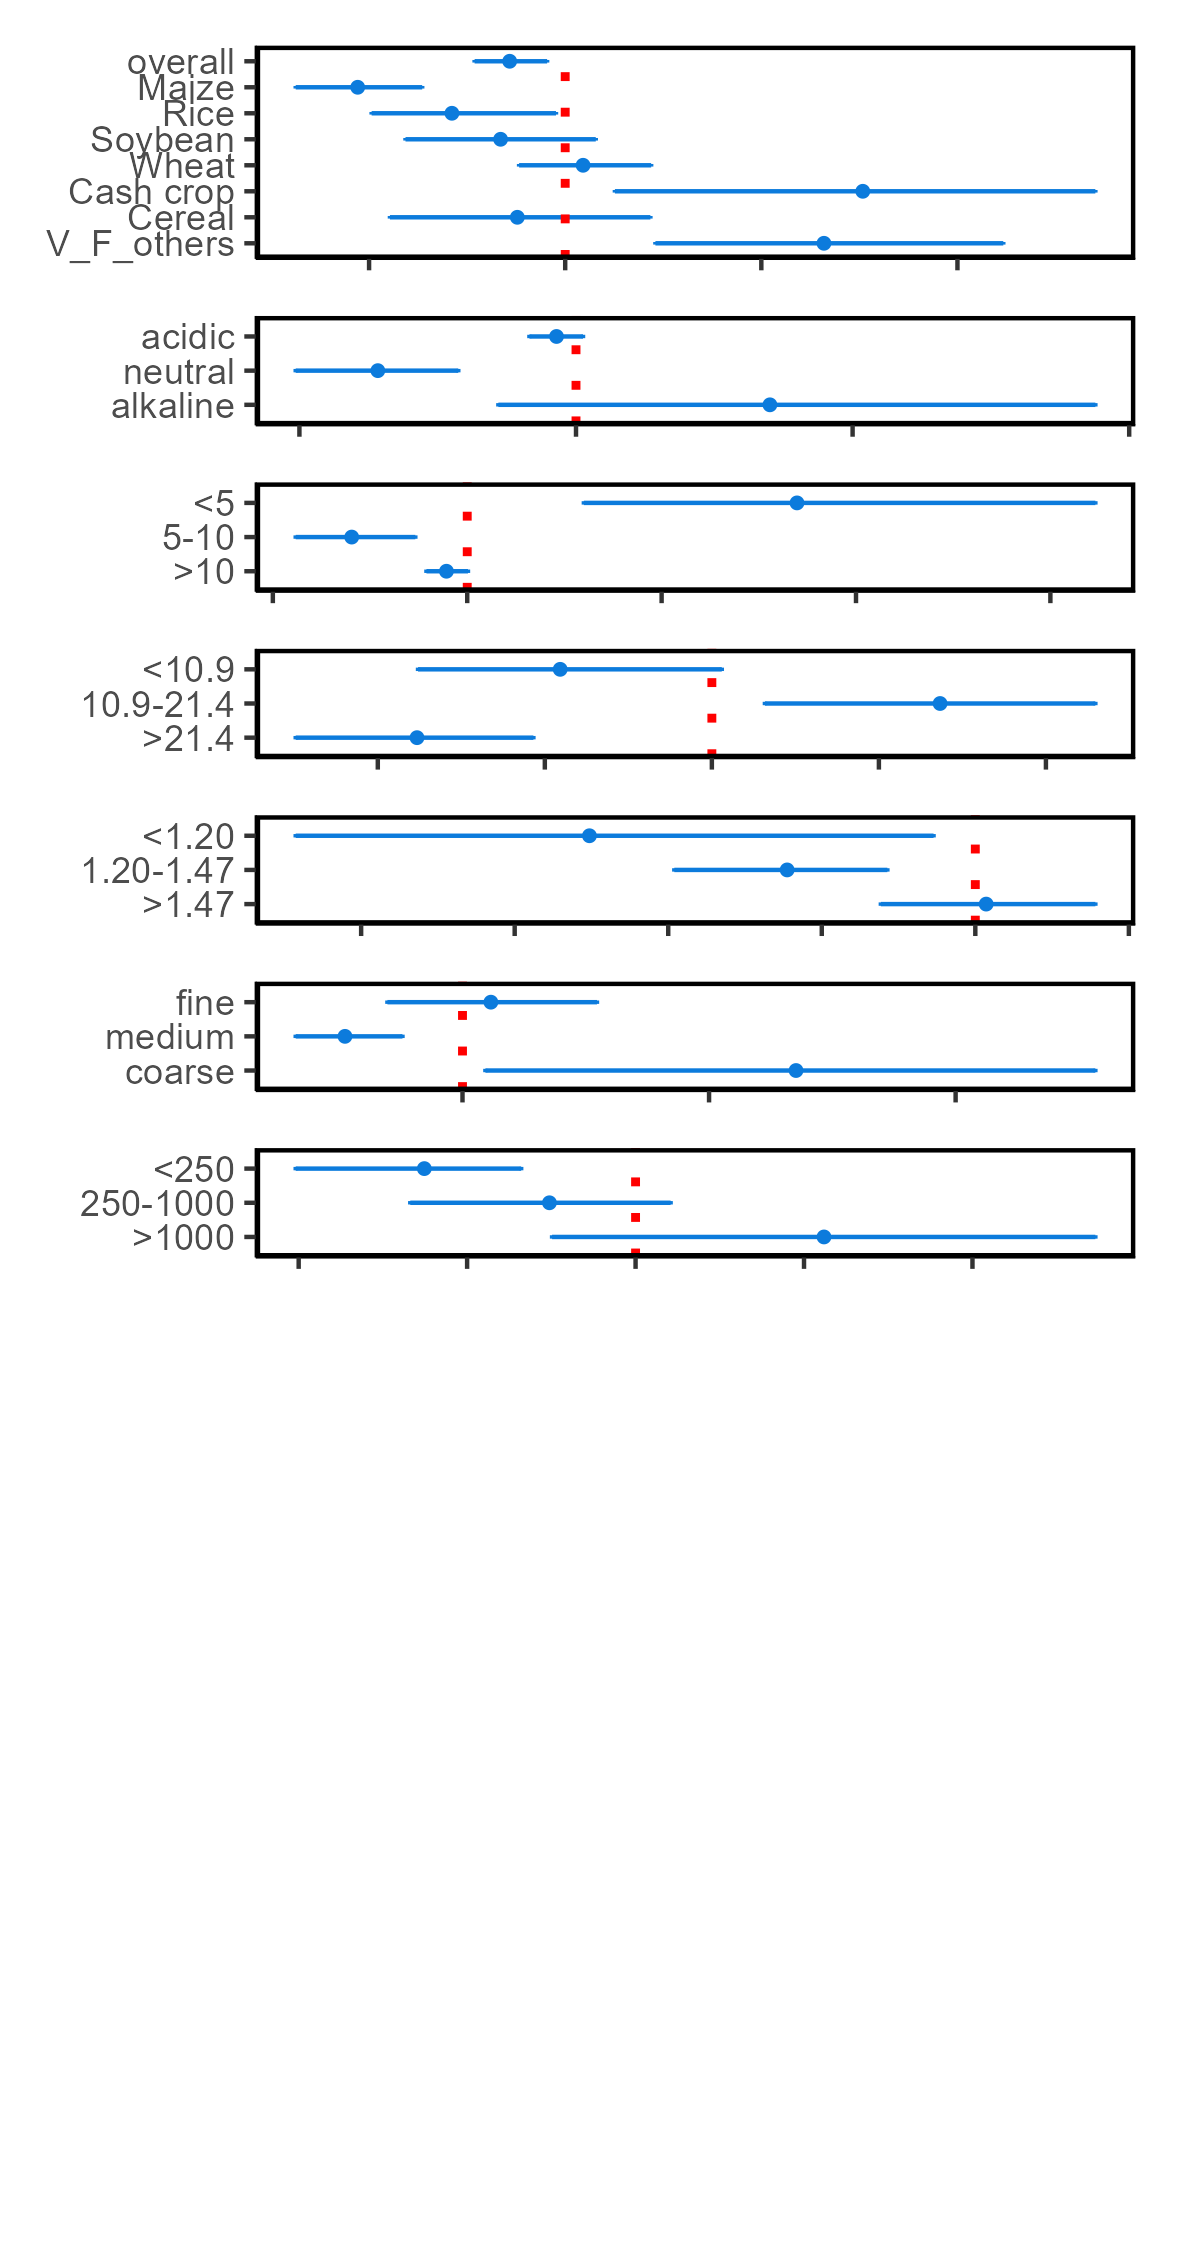 overall
Maize
Rice
Soybean
Wheat
Cash crop
Cereal
V_F_others
acidic
neutral
alkaline
<5
5-10
>10
<10.9
10.9-21.4
>21.4
<1.20
1.20-1.47
>1.47
fine
medium
coarse
<250
250-1000
>1000